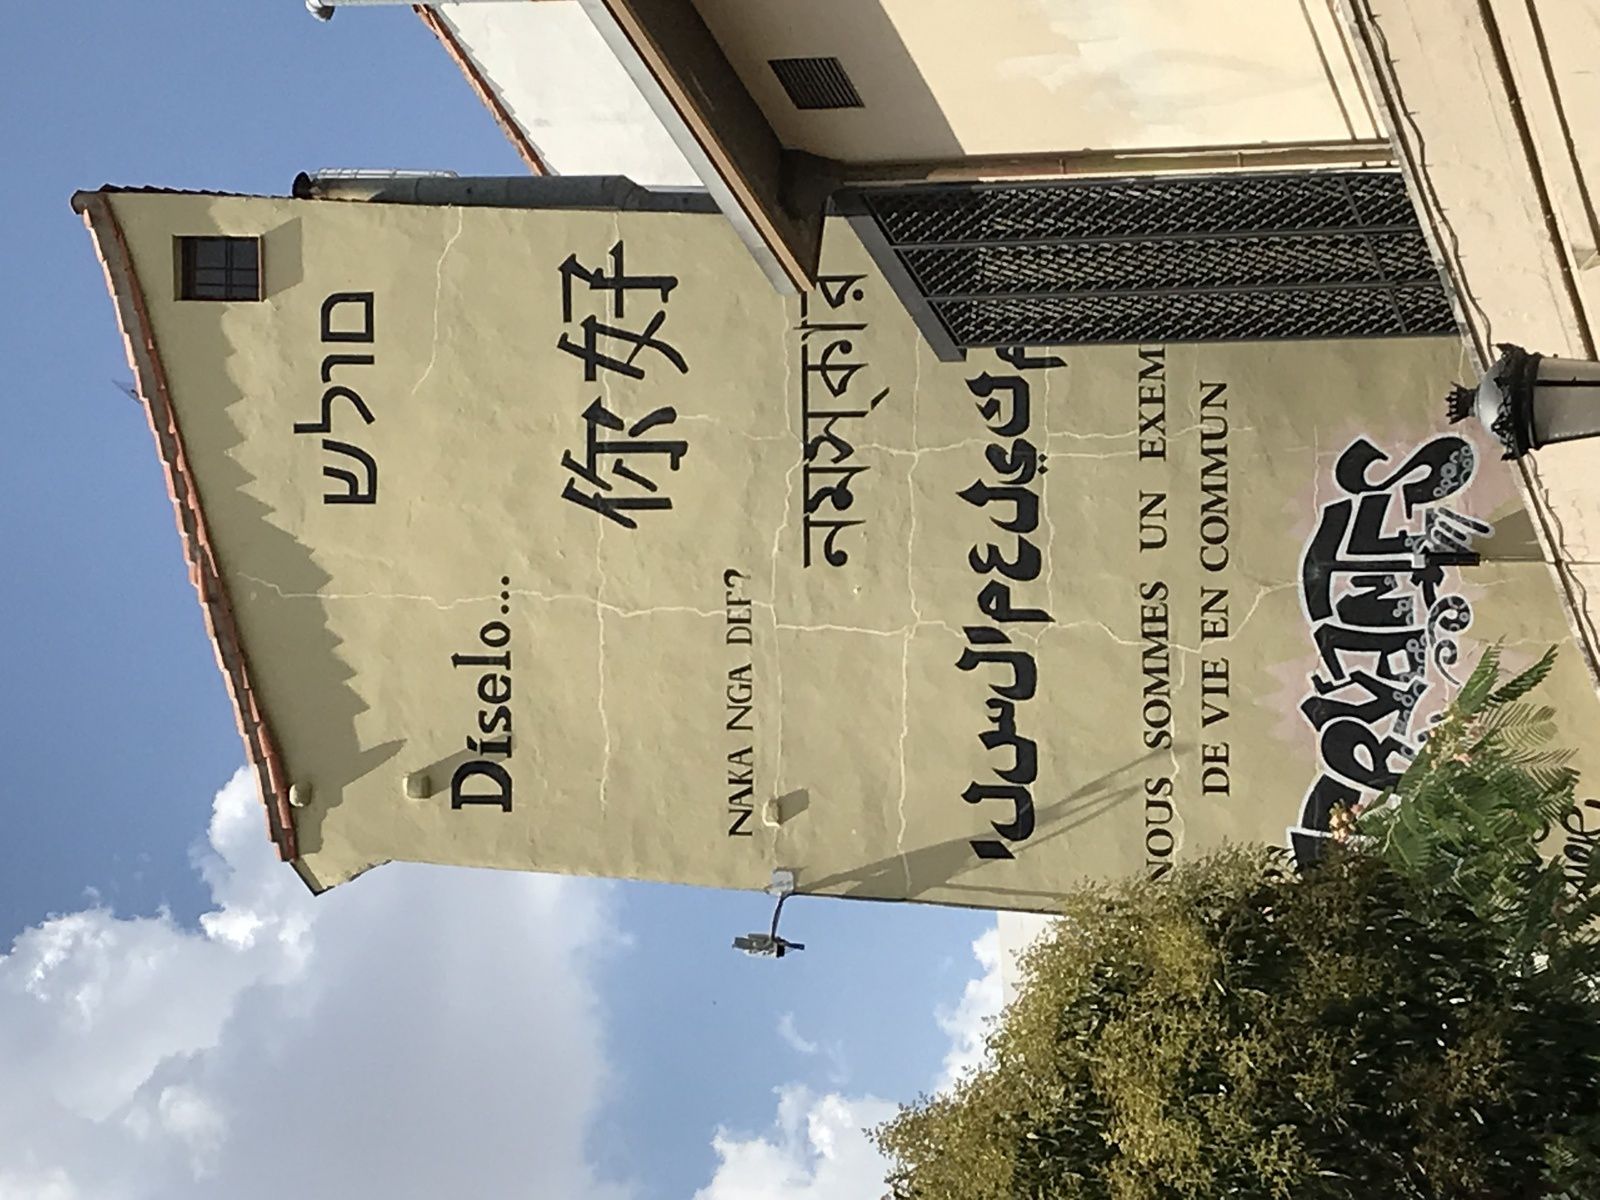 שלום
Díselo...
你好
NAKA NGA DEF?
নমস্‌কার
السلام عليكم
NOUS SOMMES UN EXEM
DE VIE EN COMMUN